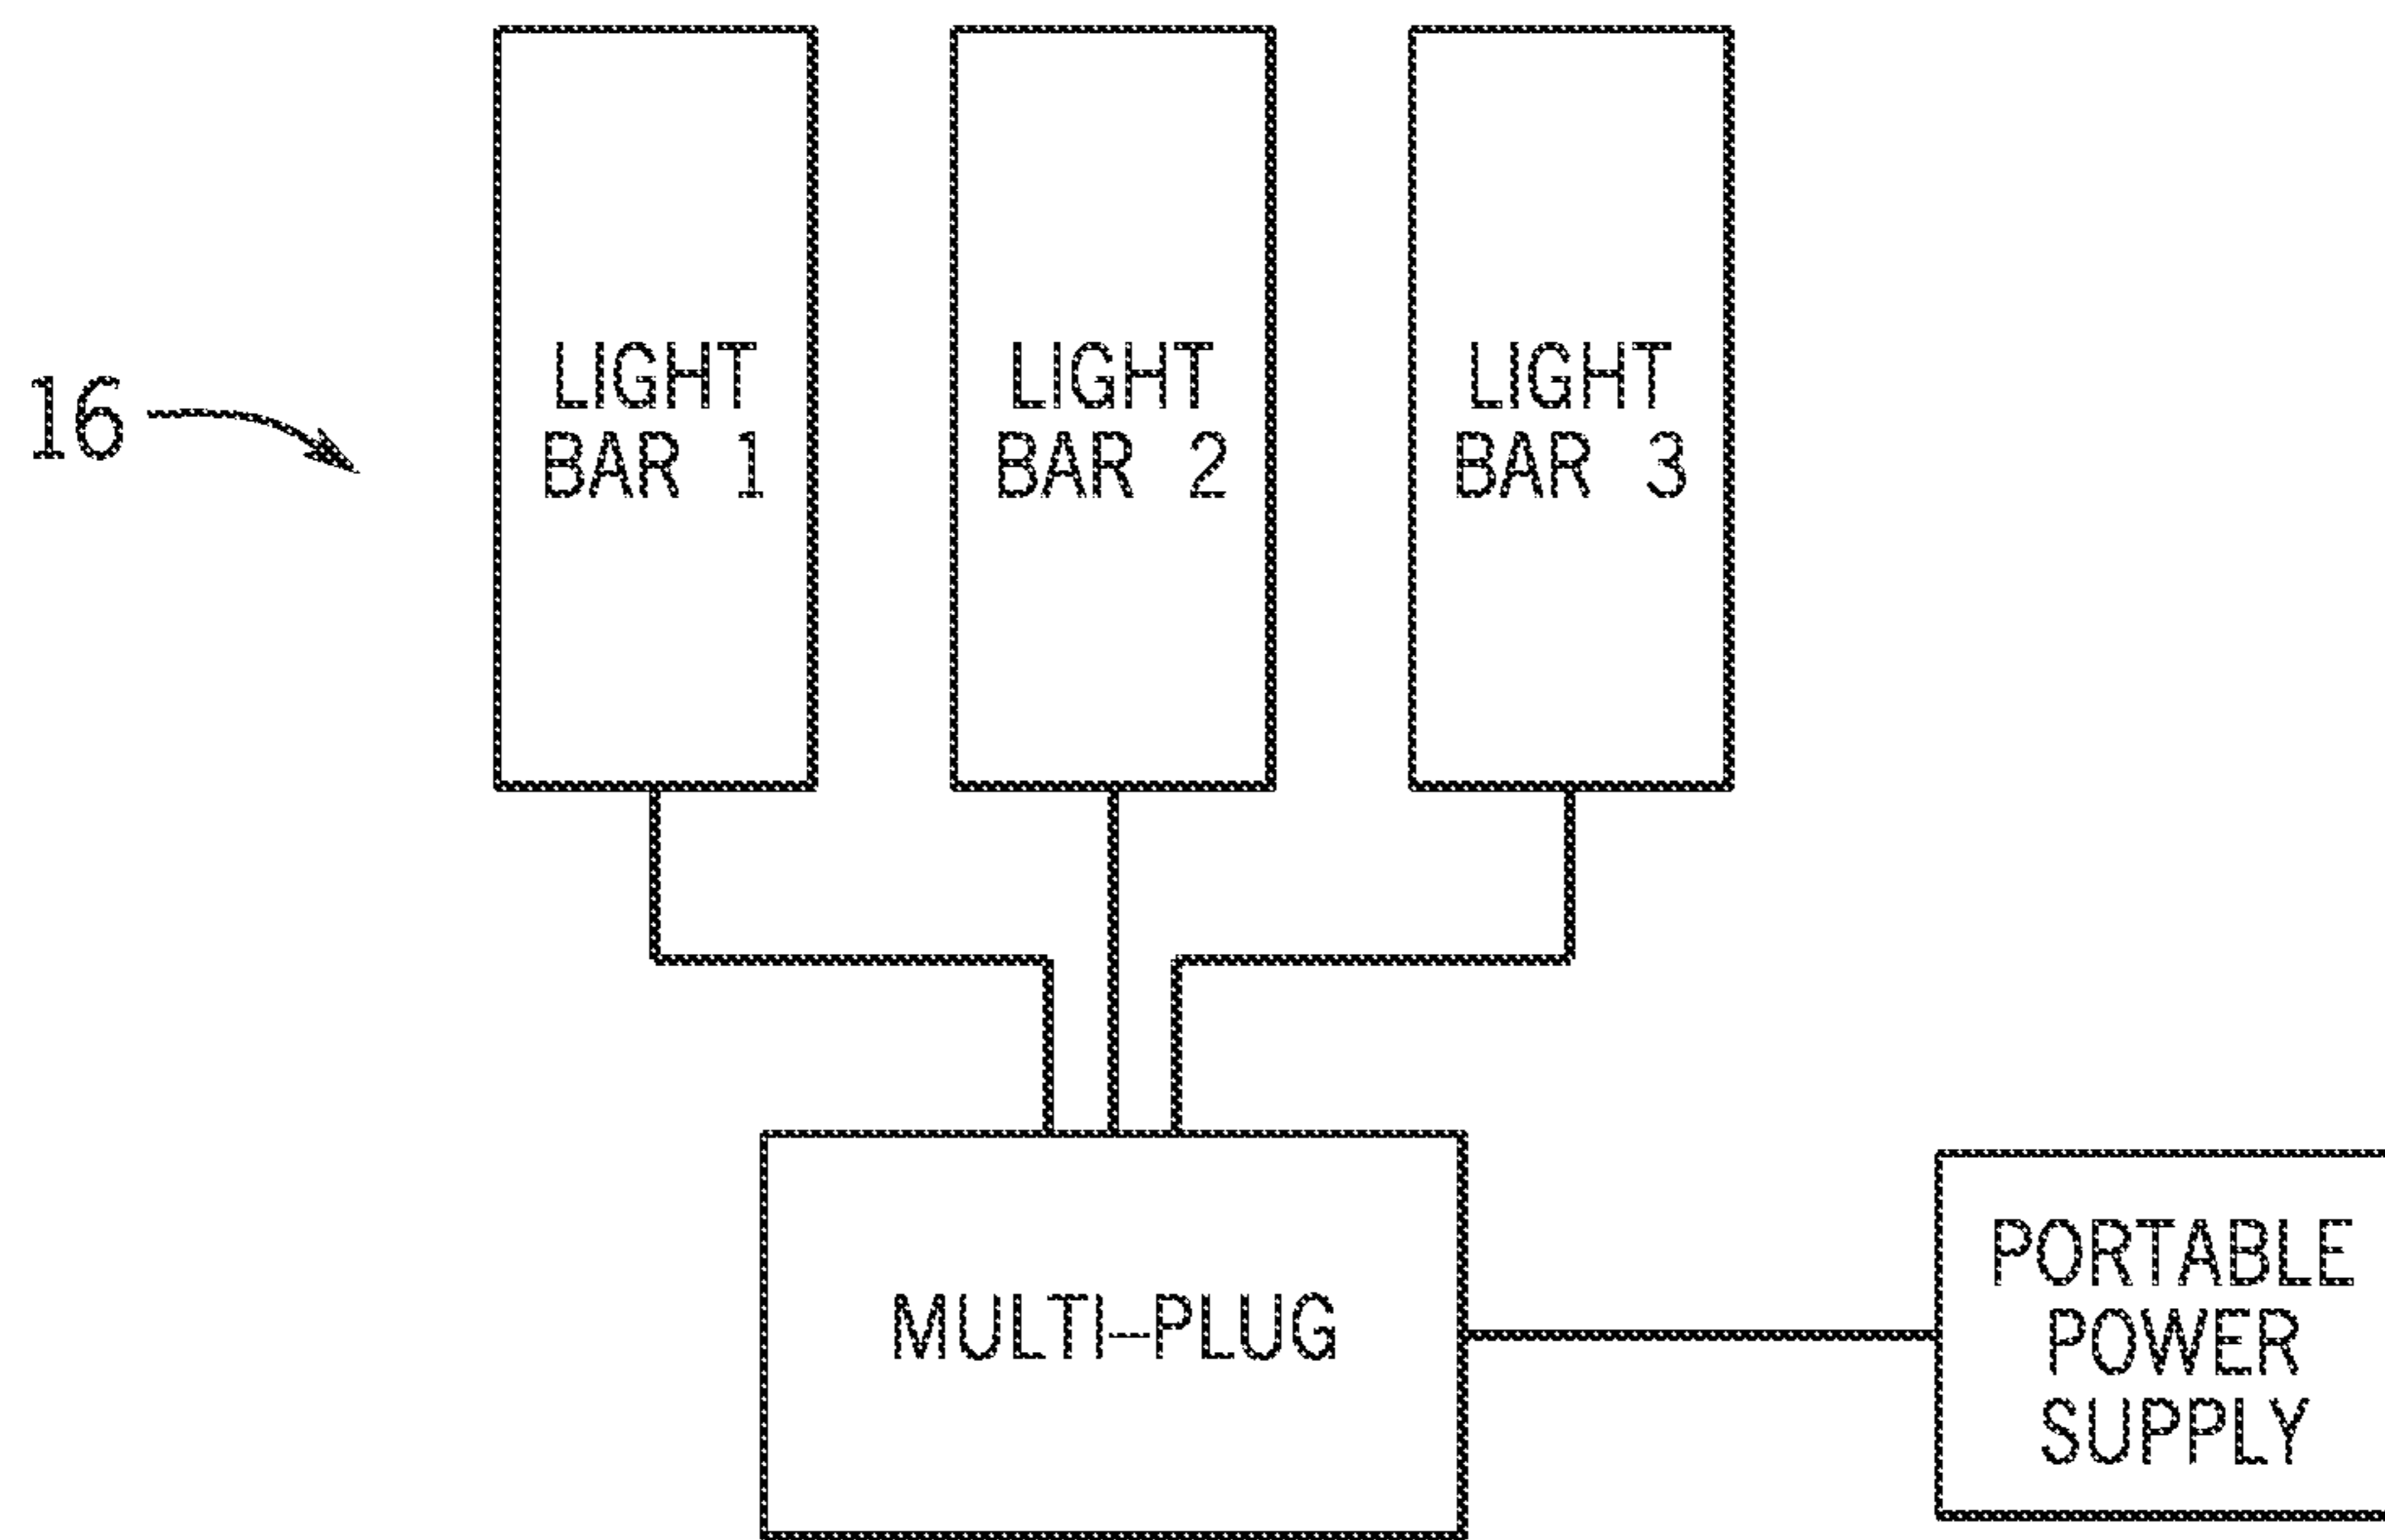 16
LIGHT
BAR 1
LIGHT
BAR 2
LIGHT
BAR 3
MULTI-PLUG
PORTABLE
POWER
SUPPLY